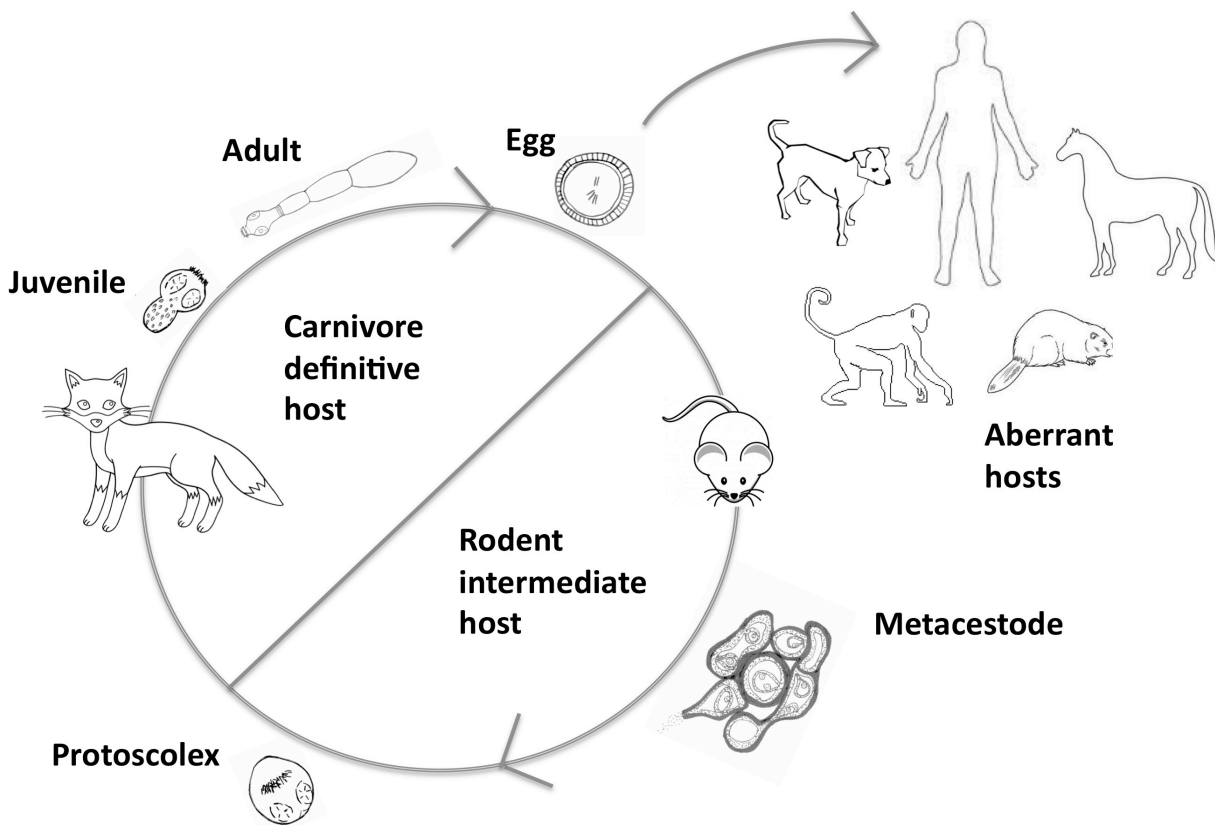 Adult
Egg
Juvenile
Carnivore
definitive
host
Aberrant
hosts
Rodent
intermediate
host
Metacestode
Protoscolex